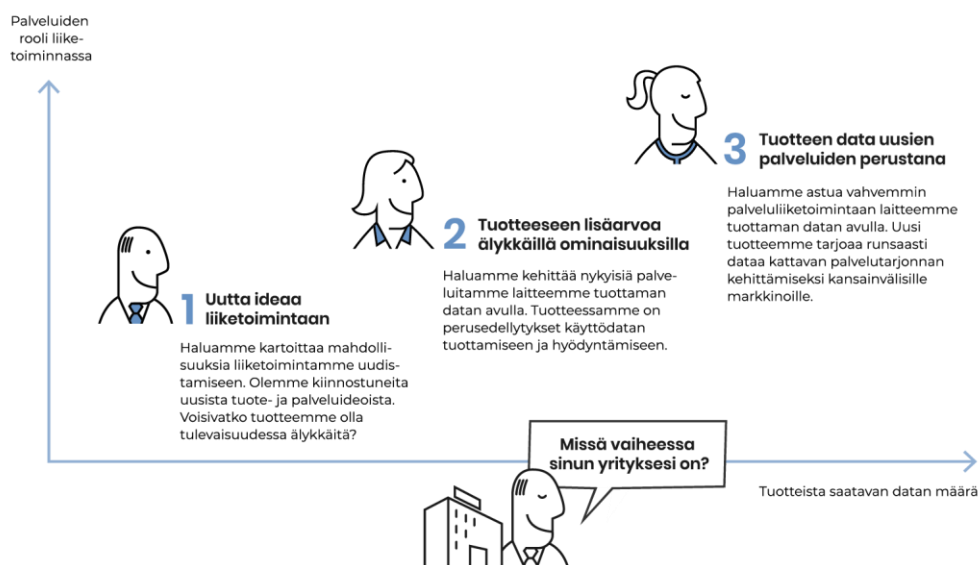 Palveluiden
rooli liike-
toiminnassa
3
Tuotteen data uusien
palveluiden perustana
Haluamme astua vahvemmin
palveluliiketoimintaan laitteemme
tuottaman datan avulla. Uusi
tuotteemme tarjoaa runsaasti
dataa kattavan palvelutarjonnan
kehittämiseksi kansainvälisille
markkinoille.
2
Tuotteeseen lisäarvoa
älykkäillä ominaisuuksilla
Haluamme kehittää nykyisiä palve-
luitamme laitteemme tuottaman
datan avulla. Tuotteessamme on
perusedellytykset käyttödatan
tuottamiseen ja hyödyntämiseen.
1
Uutta ideaa
liiketoimintaan
Haluamme kartoittaa mahdolli-
suuksia liiketoimintamme uudis-
tamiseen. Olemme kiinnostuneita
uusista tuote- ja palveluideoista.
Voisivatko tuotteemme olla
tulevaisuudessa älykkäitä?
Missä vaiheessa
sinun yrityksesi on?
Tuotteista saatavan datan määrä